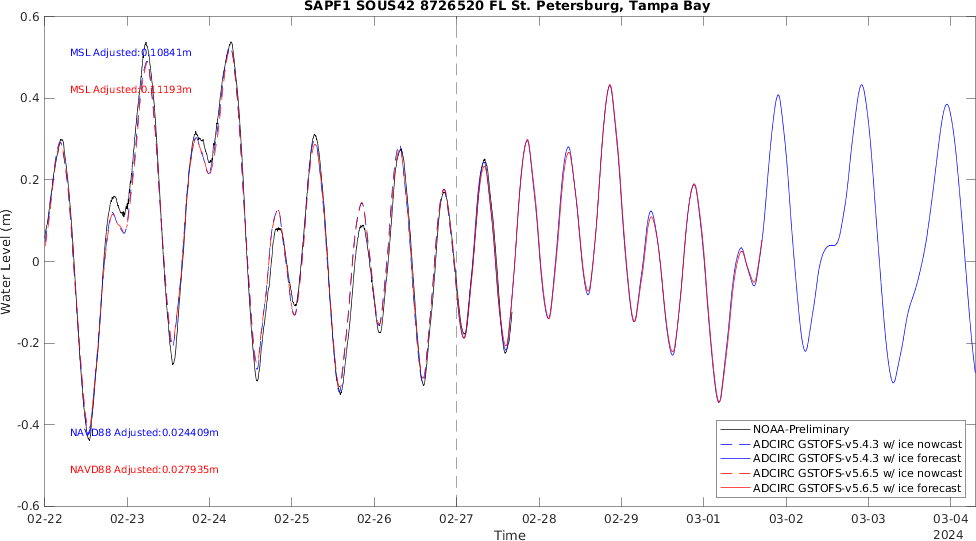 SAPF1 SOUS42 8726520 FL St. Petersburg, Tampa Bay
0.6
0.4
0.2
0
-0.2
-0.4
-0.6
Water Level (m)
MSL Adjusted:0.10841m
MSL Adjusted:0.11193m
NAVD88 Adjusted:0.024409m
NAVD88 Adjusted:0.027935m
NOAA-Preliminary
ADCIRC GSTOFS-v5.4.3 w/ ice nowcast
ADCIRC GSTOFS-v5.4.3 w/ ice forecast
ADCIRC GSTOFS-v5.6.5 w/ ice nowcast
ADCIRC GSTOFS-v5.6.5 w/ ice forecast
02-22 02-23 02-24 02-25 02-26 02-27 02-28 02-29 03-01 03-02 03-03 03-04
Time
2024